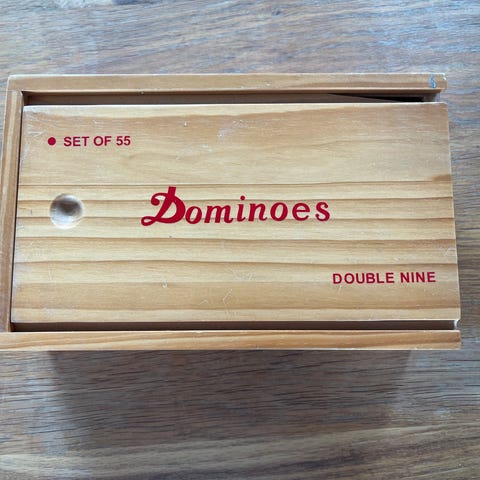 SET OF 55
Dominoes
DOUBLE NINE